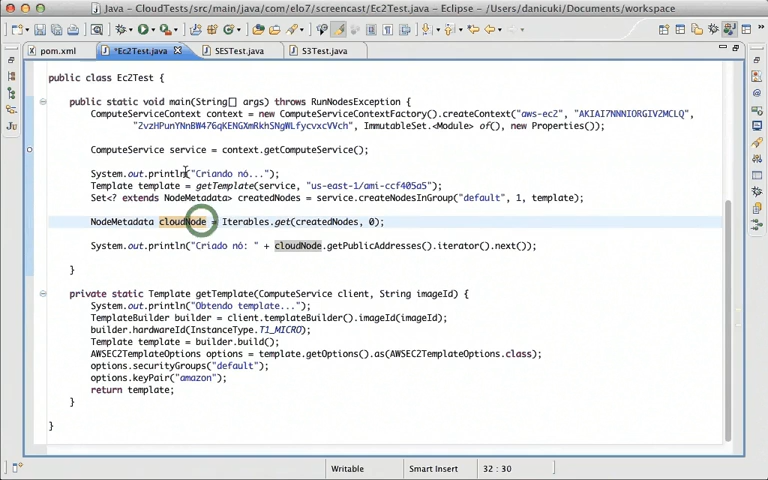 Java - CloudTests/src/main/java/com/elo7/screencast/Ec2Test.java - Eclipse - /Users/danicuki/Documents/workspace
pom.xml *Ec2Test.java SESTest.java S3Test.java
public class Ec2Test {
public static void main(String[] args) throws RunNodesException {
ComputeServiceContext context = new ComputeServiceContextFactory().createContext("aws-ec2", "AKIAI7NNNIORGIVZMCLQ",
"2vzHPunYNnBW476qKENGXmRkhSNgWLfycvxcVVch", ImmutableSet.<Module> of(), new Properties());
ComputeService service = context.getComputeService();
System.out.println("Criando nó...");
Template template = getTemplate(service, "us-east-1/ami-ccf405a5");
Set<? extends NodeMetadata> createdNodes = service.createNodesInGroup("default", 1, template);
NodeMetadata cloudNode = Iterables.get(createdNodes, 0);
System.out.println("Criado nó: " + cloudNode.getPublicAddresses().iterator().next());
}
private static Template getTemplate(ComputeService client, String imageId) {
System.out.println("Obtendo template...");
TemplateBuilder builder = client.templateBuilder().imageId(imageId);
builder.hardwareId(InstanceType.T1_MICRO);
Template template = builder.build();
AWSEC2TemplateOptions options = template.getOptions().as(AWSEC2TemplateOptions.class);
options.securityGroups("default");
options.keyPair("amazon");
return template;
}
}
Writable Smart Insert 32 : 30